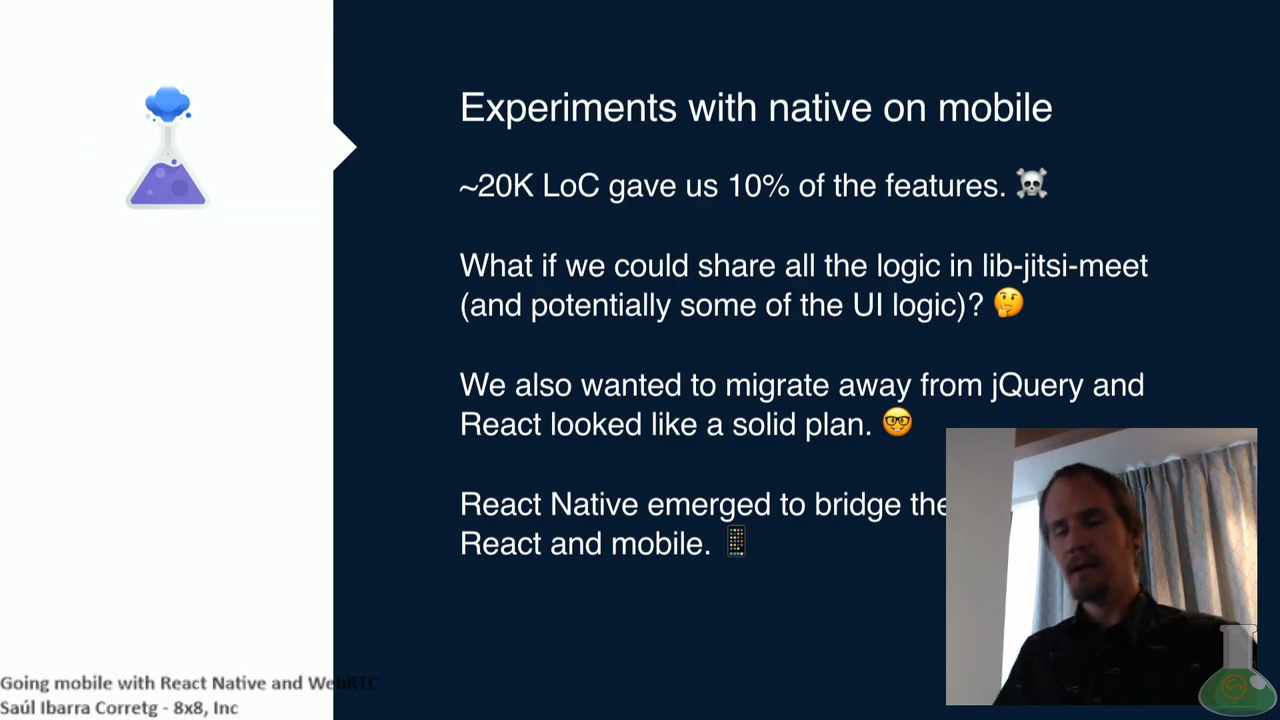 Experiments with native on mobile
~20K LoC gave us 10% of the features. ☠️
What if we could share all the logic in lib-jitsi-meet
(and potentially some of the UI logic)? 🤔
We also wanted to migrate away from jQuery and
React looked like a solid plan. 🤓
React Native emerged to bridge the
React and mobile. 📱
Going mobile with React Native and WebRTC
Saúl Ibarra Corretg - 8x8, Inc